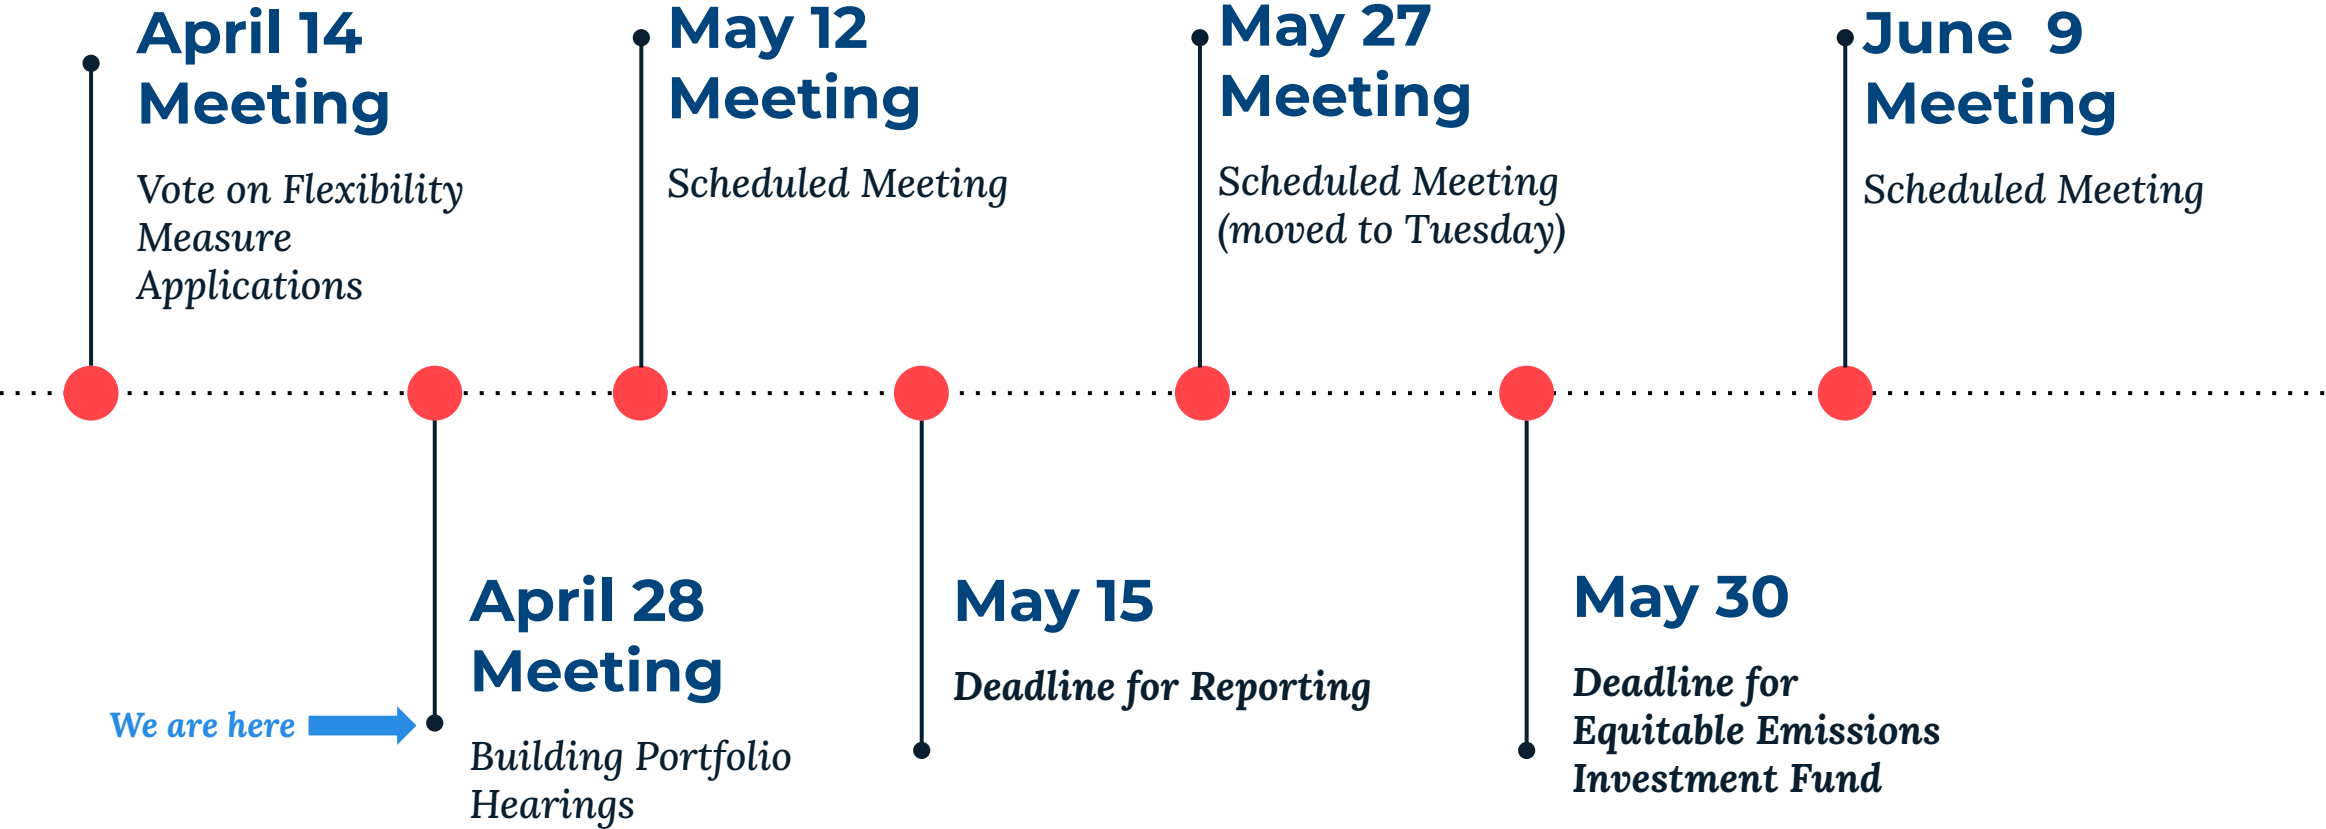 April 14
Meeting
Vote on Flexibility
Measure
Applications
May 12
Meeting
Scheduled Meeting
May 27
Meeting
Scheduled Meeting
(moved to Tuesday)
June  9
Meeting
Scheduled Meeting
We are here
April 28
Meeting
Building Portfolio
Hearings
May 15
Deadline for Reporting
May 30
Deadline for
Equitable Emissions
Investment Fund